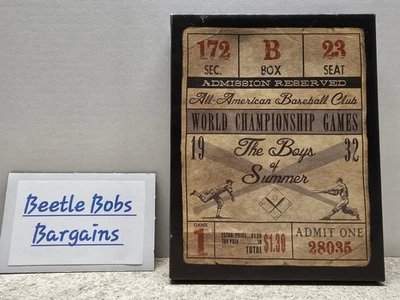 172 B 23
SEC. BOX SEAT
ADMISSION RESERVED
All-American Baseball Club
WORLD CHAMPIONSHIP GAMES
19 The Boys 32
of
Summer
GAME
1
TOTAL $1.30
ADMIT ONE
28035
Beetle Bobs
Bargains